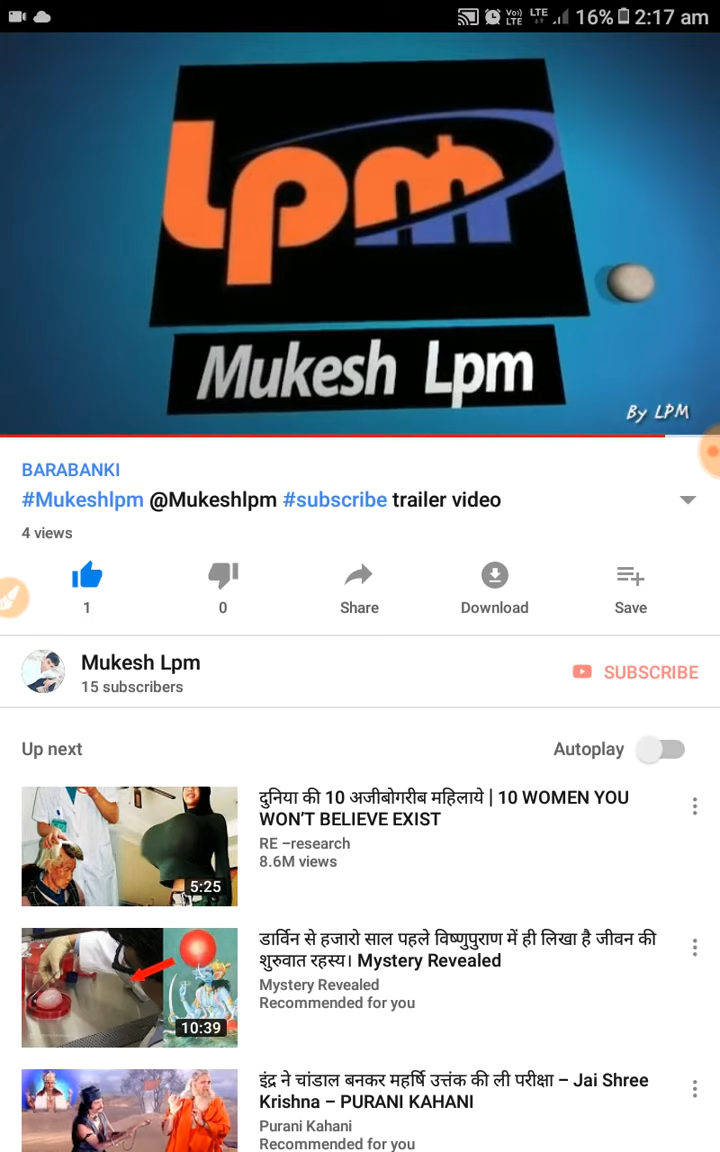 Vo) LTE LTE 16% 2:17 am
Lpm
Mukesh Lpm
By LPM
BARABANKI
#Mukeshlpm @Mukeshlpm #subscribe trailer video
4 views
1 0 Share Download Save
Mukesh Lpm
15 subscribers
SUBSCRIBE
Up next Autoplay
दुनिया की 10 अजीबोगरीब महिलाये | 10 WOMEN YOU
WON'T BELIEVE EXIST
RE –research
8.6M views
5:25
डार्विन से हजारो साल पहले विष्णुपुराण में ही लिखा है जीवन की
शुरुवात रहस्य। Mystery Revealed
Mystery Revealed
Recommended for you
10:39
इंद्र ने चांडाल बनकर महर्षि उत्तंक की ली परीक्षा – Jai Shree
Krishna – PURANI KAHANI
Purani Kahani
Recommended for you